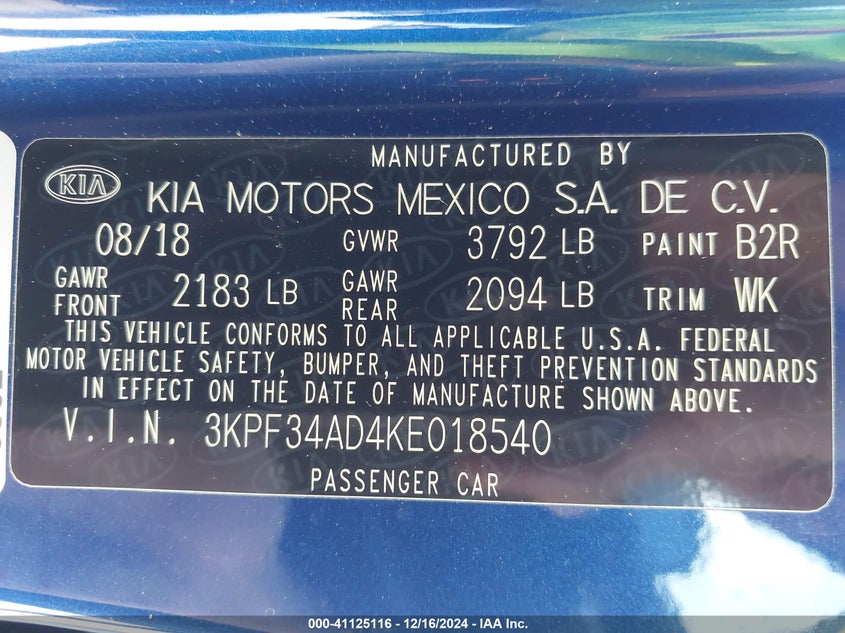 MANUFACTURED BY
KIA KIA MOTORS MEXICO S.A. DE C.V.
08/18 GVWR 3792 LB PAINT B2R
GAWR FRONT 2183 LB GAWR REAR 2094 LB TRIM WK
THIS VEHICLE CONFORMS TO ALL APPLICABLE U.S.A. FEDERAL
MOTOR VEHICLE SAFETY, BUMPER, AND THEFT PREVENTION STANDARDS
IN EFFECT ON THE DATE OF MANUFACTURE SHOWN ABOVE.
V.I.N. 3KPF34AD4KE018540
PASSENGER CAR
000-41125116 - 12/16/2024 - IAA Inc.